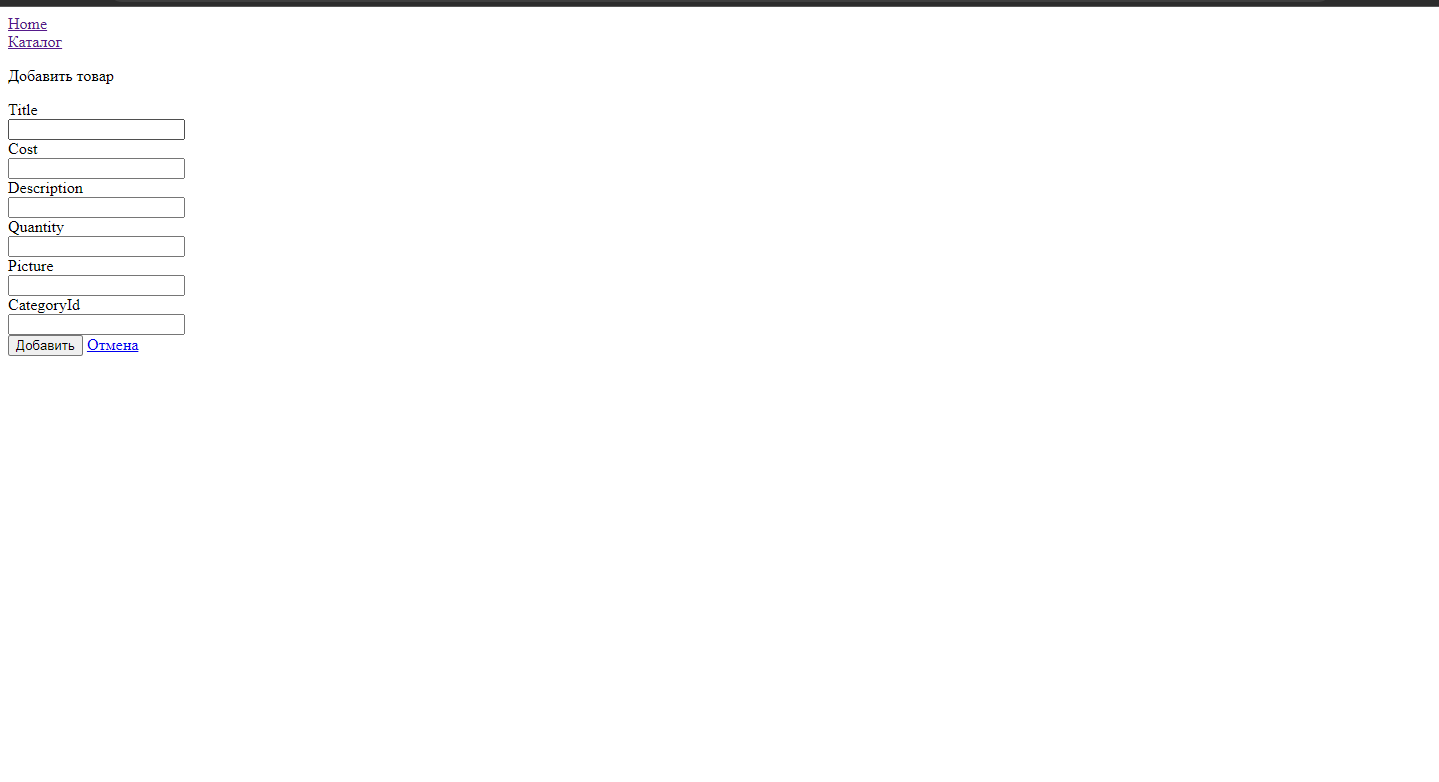 Home
Каталог
Добавить товар
Title
Cost
Description
Quantity
Picture
CategoryId
Добавить Отмена